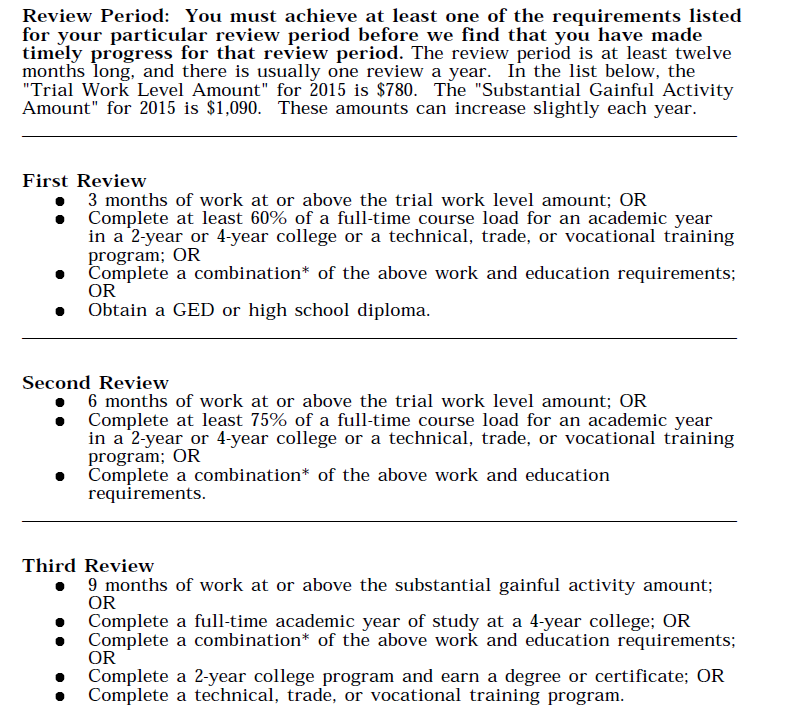 Review Period:  You must achieve at least one of the requirements listed
for your particular review period before we find that you have made
timely progress for that review period. The review period is at least twelve
months long, and there is usually one review a year.  In the list below, the
"Trial Work Level Amount" for 2015 is $780.  The "Substantial Gainful Activity
Amount" for 2015 is $1,090.  These amounts can increase slightly each year.
First Review
● 3 months of work at or above the trial work level amount; OR
● Complete at least 60% of a full-time course load for an academic year
in a 2-year or 4-year college or a technical, trade, or vocational training
program; OR
● Complete a combination* of the above work and education requirements;
OR
● Obtain a GED or high school diploma.
Second Review
● 6 months of work at or above the trial work level amount; OR
● Complete at least 75% of a full-time course load for an academic year
in a 2-year or 4-year college or a technical, trade, or vocational training
program; OR
● Complete a combination* of the above work and education
requirements.
Third Review
● 9 months of work at or above the substantial gainful activity amount;
OR
● Complete a full-time academic year of study at a 4-year college; OR
● Complete a combination* of the above work and education requirements;
OR
● Complete a 2-year college program and earn a degree or certificate; OR
● Complete a technical, trade, or vocational training program.